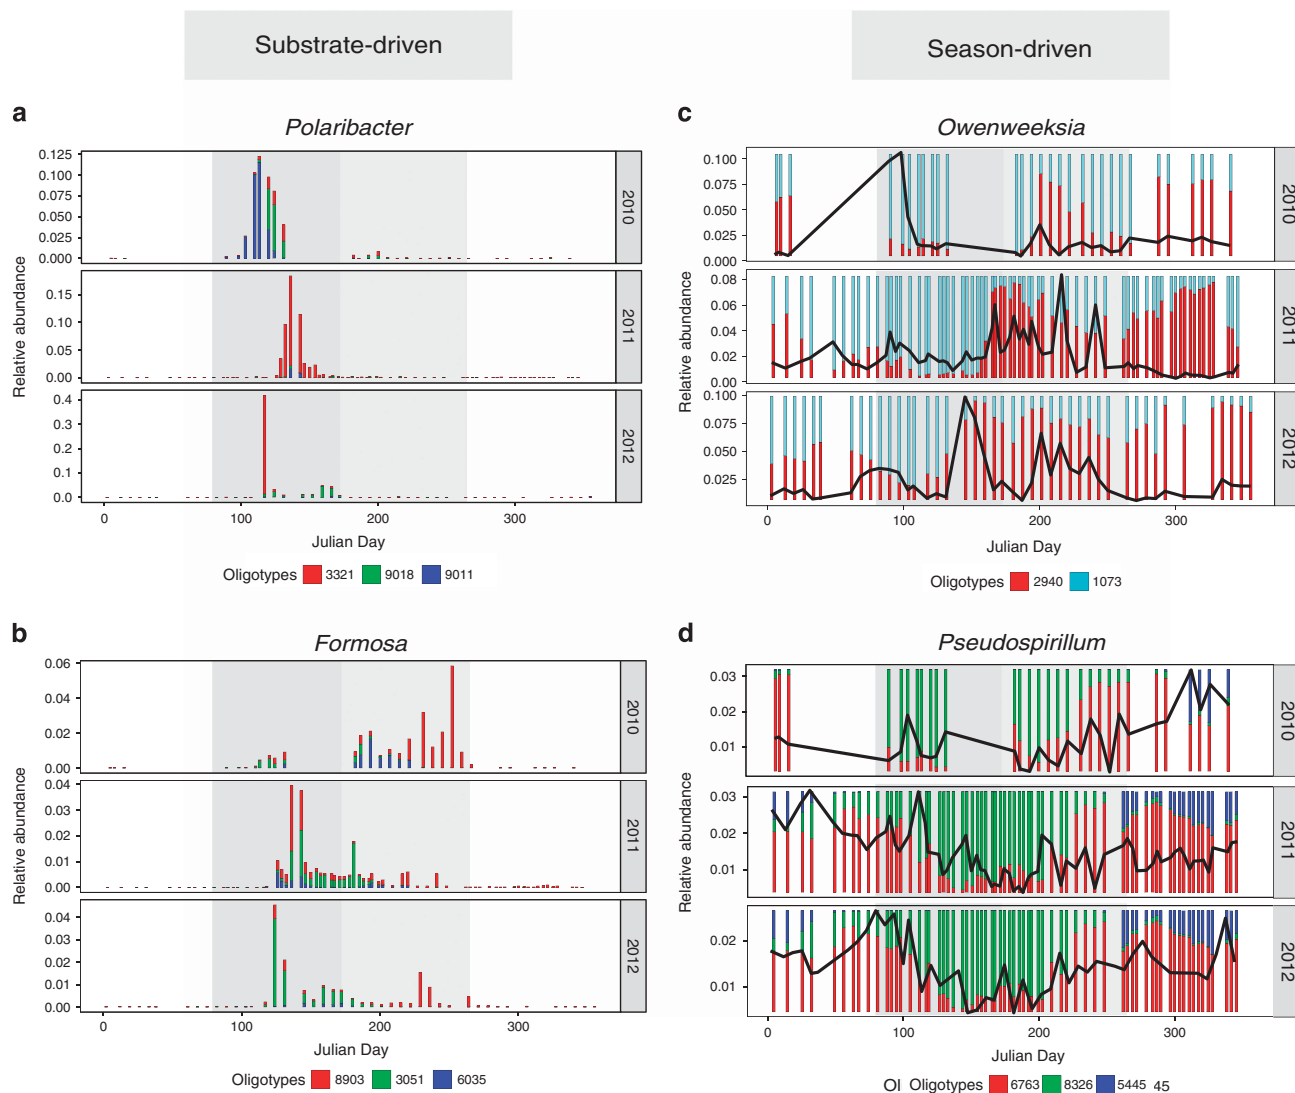 Substrate-driven
Season-driven
a
Polaribacter
0.125
0.100
0.075
0.050
0.025
0.000
2010
0.15
0.10
0.05
0.00
2011
0.4
0.3
0.2
0.1
0.0
2012
Relative abundance
0 100 200 300
Julian Day
Oligotypes 3321 9018 9011
b
Formosa
0.06
0.04
0.02
0.00
2010
0.04
0.03
0.02
0.01
0.00
2011
0.04
0.03
0.02
0.01
0.00
2012
Relative abundance
0 100 200 300
Julian Day
Oligotypes 8903 3051 6035
c
Owenweeksia
0.100
0.075
0.050
0.025
0.000
2010
0.08
0.06
0.04
0.02
0.00
2011
0.100
0.075
0.050
0.025
2012
Relative abundance
0 100 200 300
Julian Day
Oligotypes 2940 1073
d
Pseudospirillum
0.03
0.02
0.01
2010
0.03
0.02
0.01
2011
0.02
0.01
2012
Relative abundance
0 100 200 300
Julian Day
Ol Oligotypes 6763 8326 5445 45